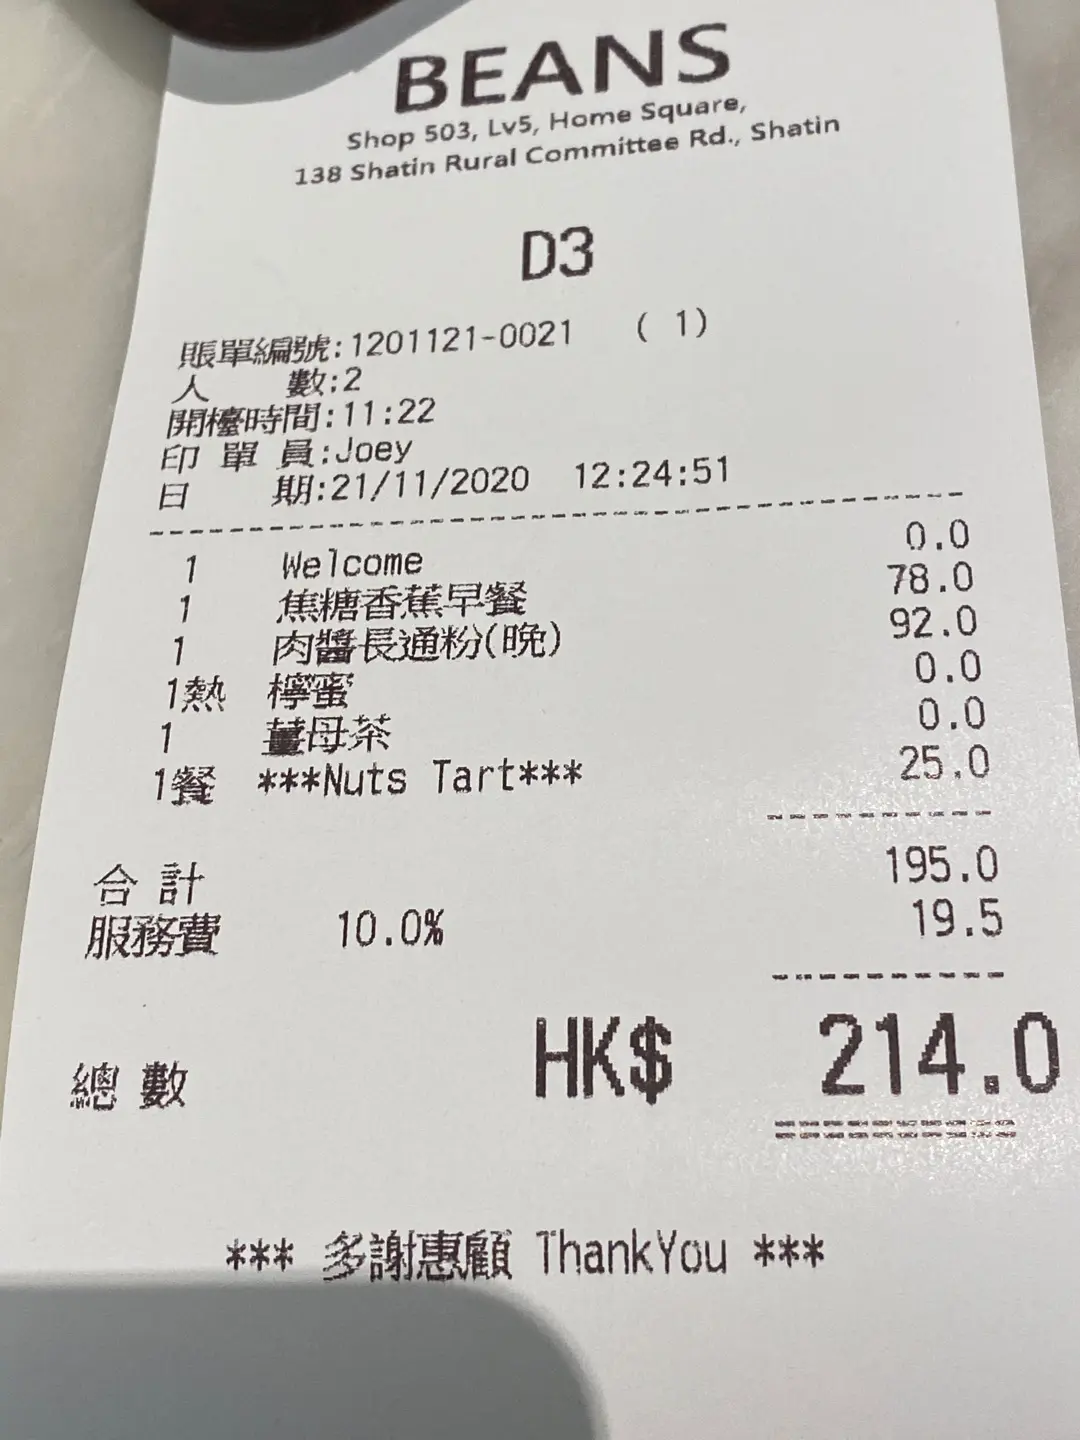 BEANS
Shop 503, Lv5, Home Square,
138 Shatin Rural Committee Rd., Shatin
D3
賬單編號:1201121-0021 ( 1)
人 數:2
開檯時間:11:22
印 單 員:Joey
日 期:21/11/2020 12:24:51
1 Welcome 0.0
1 焦糖香蕉早餐 78.0
1 肉醬長通粉(晚) 92.0
1熱 檸蜜 0.0
1 薑母茶 0.0
1餐 ***Nuts Tart*** 25.0
合 計 195.0
服務費 10.0% 19.5
總 數 HK$ 214.0
*** 多謝惠顧 ThankYou ***